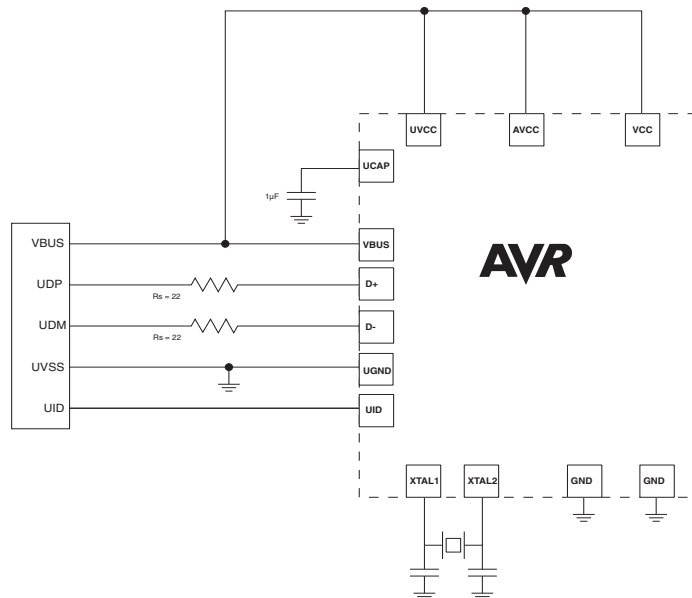 UVCC
AVCC
VCC
UCAP
1µF
VBUS
VBUS
AVR
UDP
Rs = 22
D+
UDM
Rs = 22
D-
UVSS
UGND
UID
UID
XTAL1
XTAL2
GND
GND